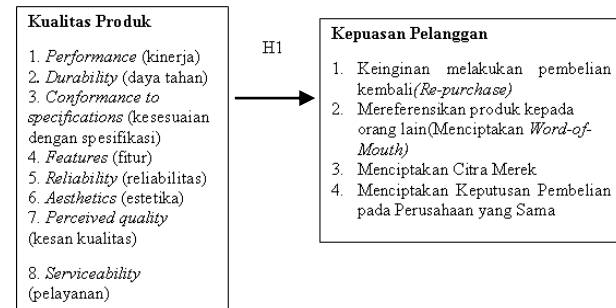 Kualitas Produk
1. Performance (kinerja)
2. Durability (daya tahan)
3. Conformance to
specifications (kesesuaian
dengan spesifikasi)
4. Features (fitur)
5. Reliability (reliabilitas)
6. Aesthetics (estetika)
7. Perceived quality
(kesan kualitas)
8. Serviceability
(pelayanan)
H1
Kepuasan Pelanggan
1. Keinginan melakukan pembelian
kembali(Re-purchase)
2. Mereferensikan produk kepada
orang lain(Menciptakan Word-of-
Mouth)
3. Menciptakan Citra Merek
4. Menciptakan Keputusan Pembelian
pada Perusahaan yang Sama